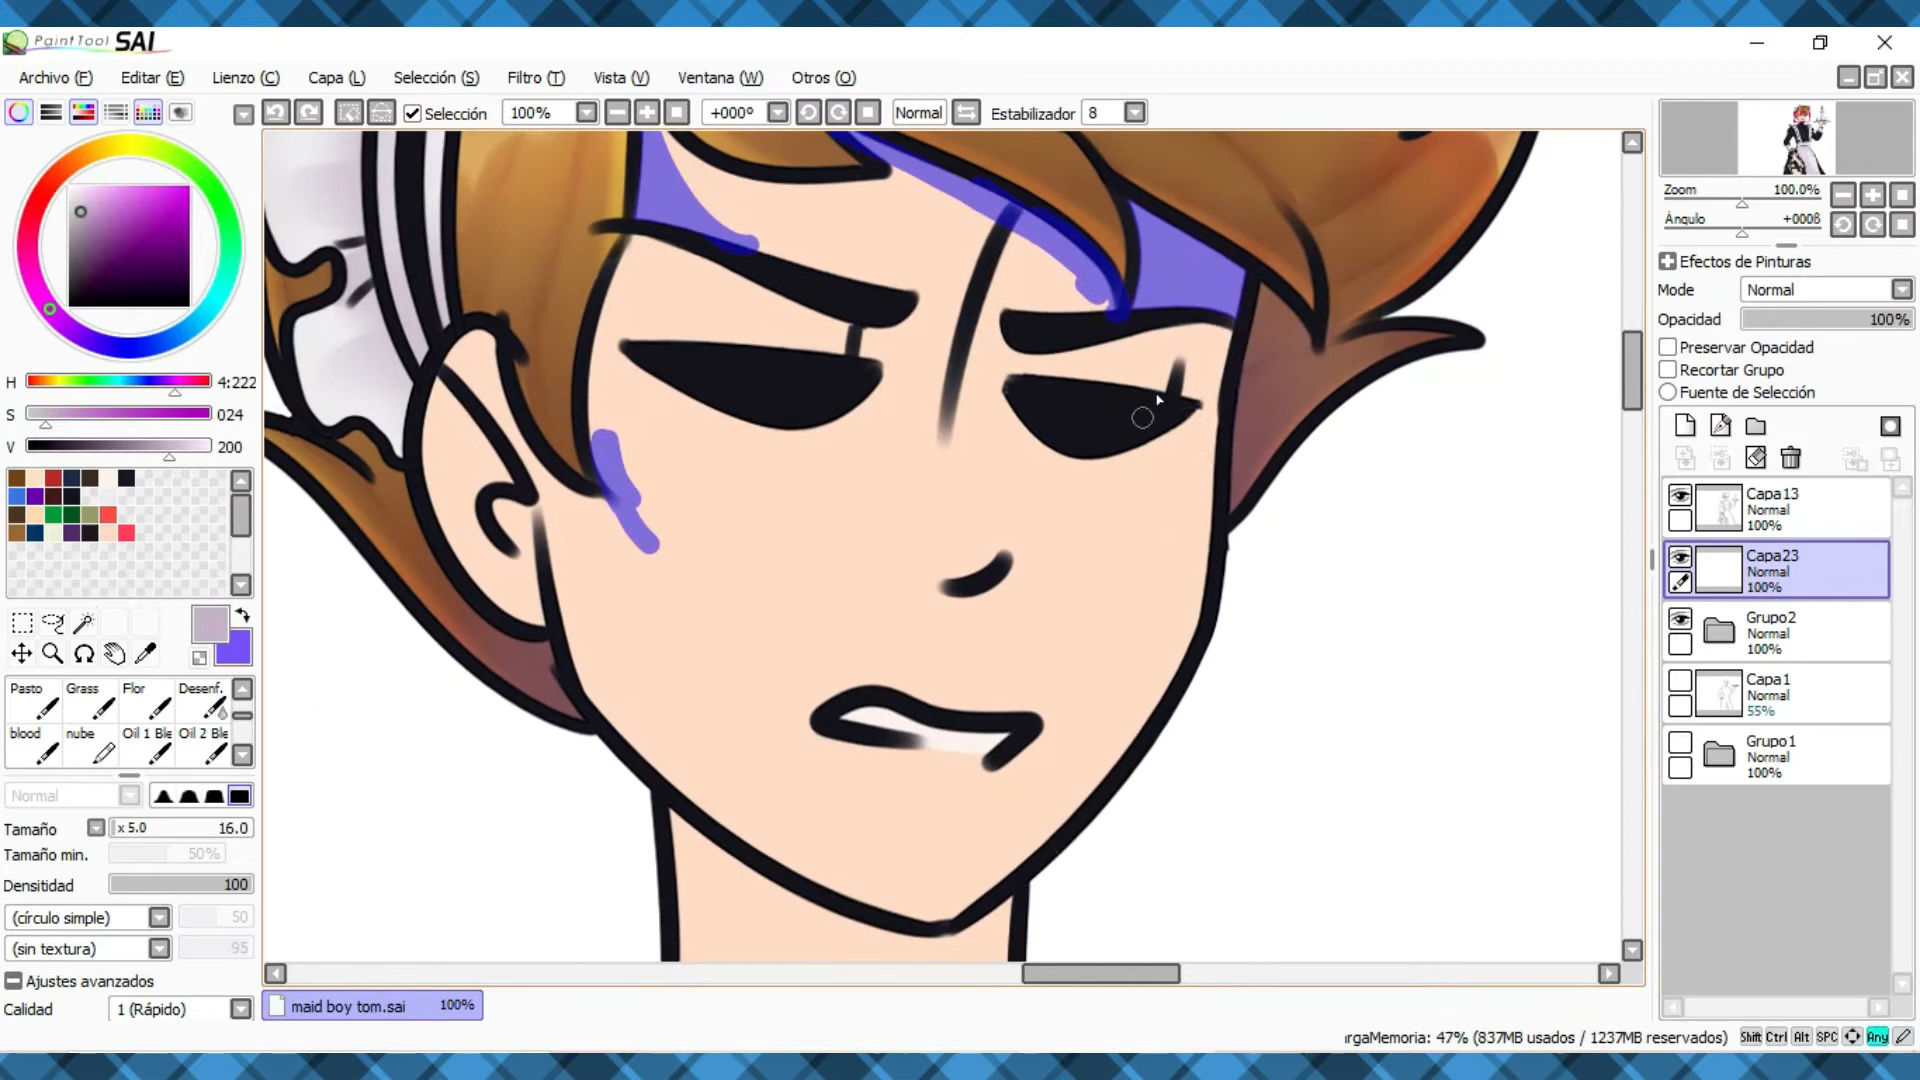 PaintTool SAI
Archivo (F) Editar (E) Lienzo (C) Capa (L) Selección (S) Filtro (T) Vista (V) Ventana (W) Otros (O)
Selección 100% +000º Normal Estabilizador 8
H 4:222
S 024
V 200
Pasto Grass Flor Desenf.
blood nube Oil 1 Ble Oil 2 Ble
Normal
Tamaño x 5.0 16.0
Tamaño min. 50%
Densitidad 100
(círculo simple) 50
(sin textura) 95
Ajustes avanzados
Calidad 1 (Rápido)
maid boy tom.sai 100%
Zoom 100.0%
Ángulo +0008
Efectos de Pinturas
Mode Normal
Opacidad 100%
Preservar Opacidad
Recortar Grupo
Fuente de Selección
Capa13
Normal
100%
Capa23
Normal
100%
Grupo2
Normal
100%
Capa1
Normal
55%
Grupo1
Normal
100%
rgaMemoria: 47% (837MB usados / 1237MB reservados) Shift Ctrl Alt SPC Any